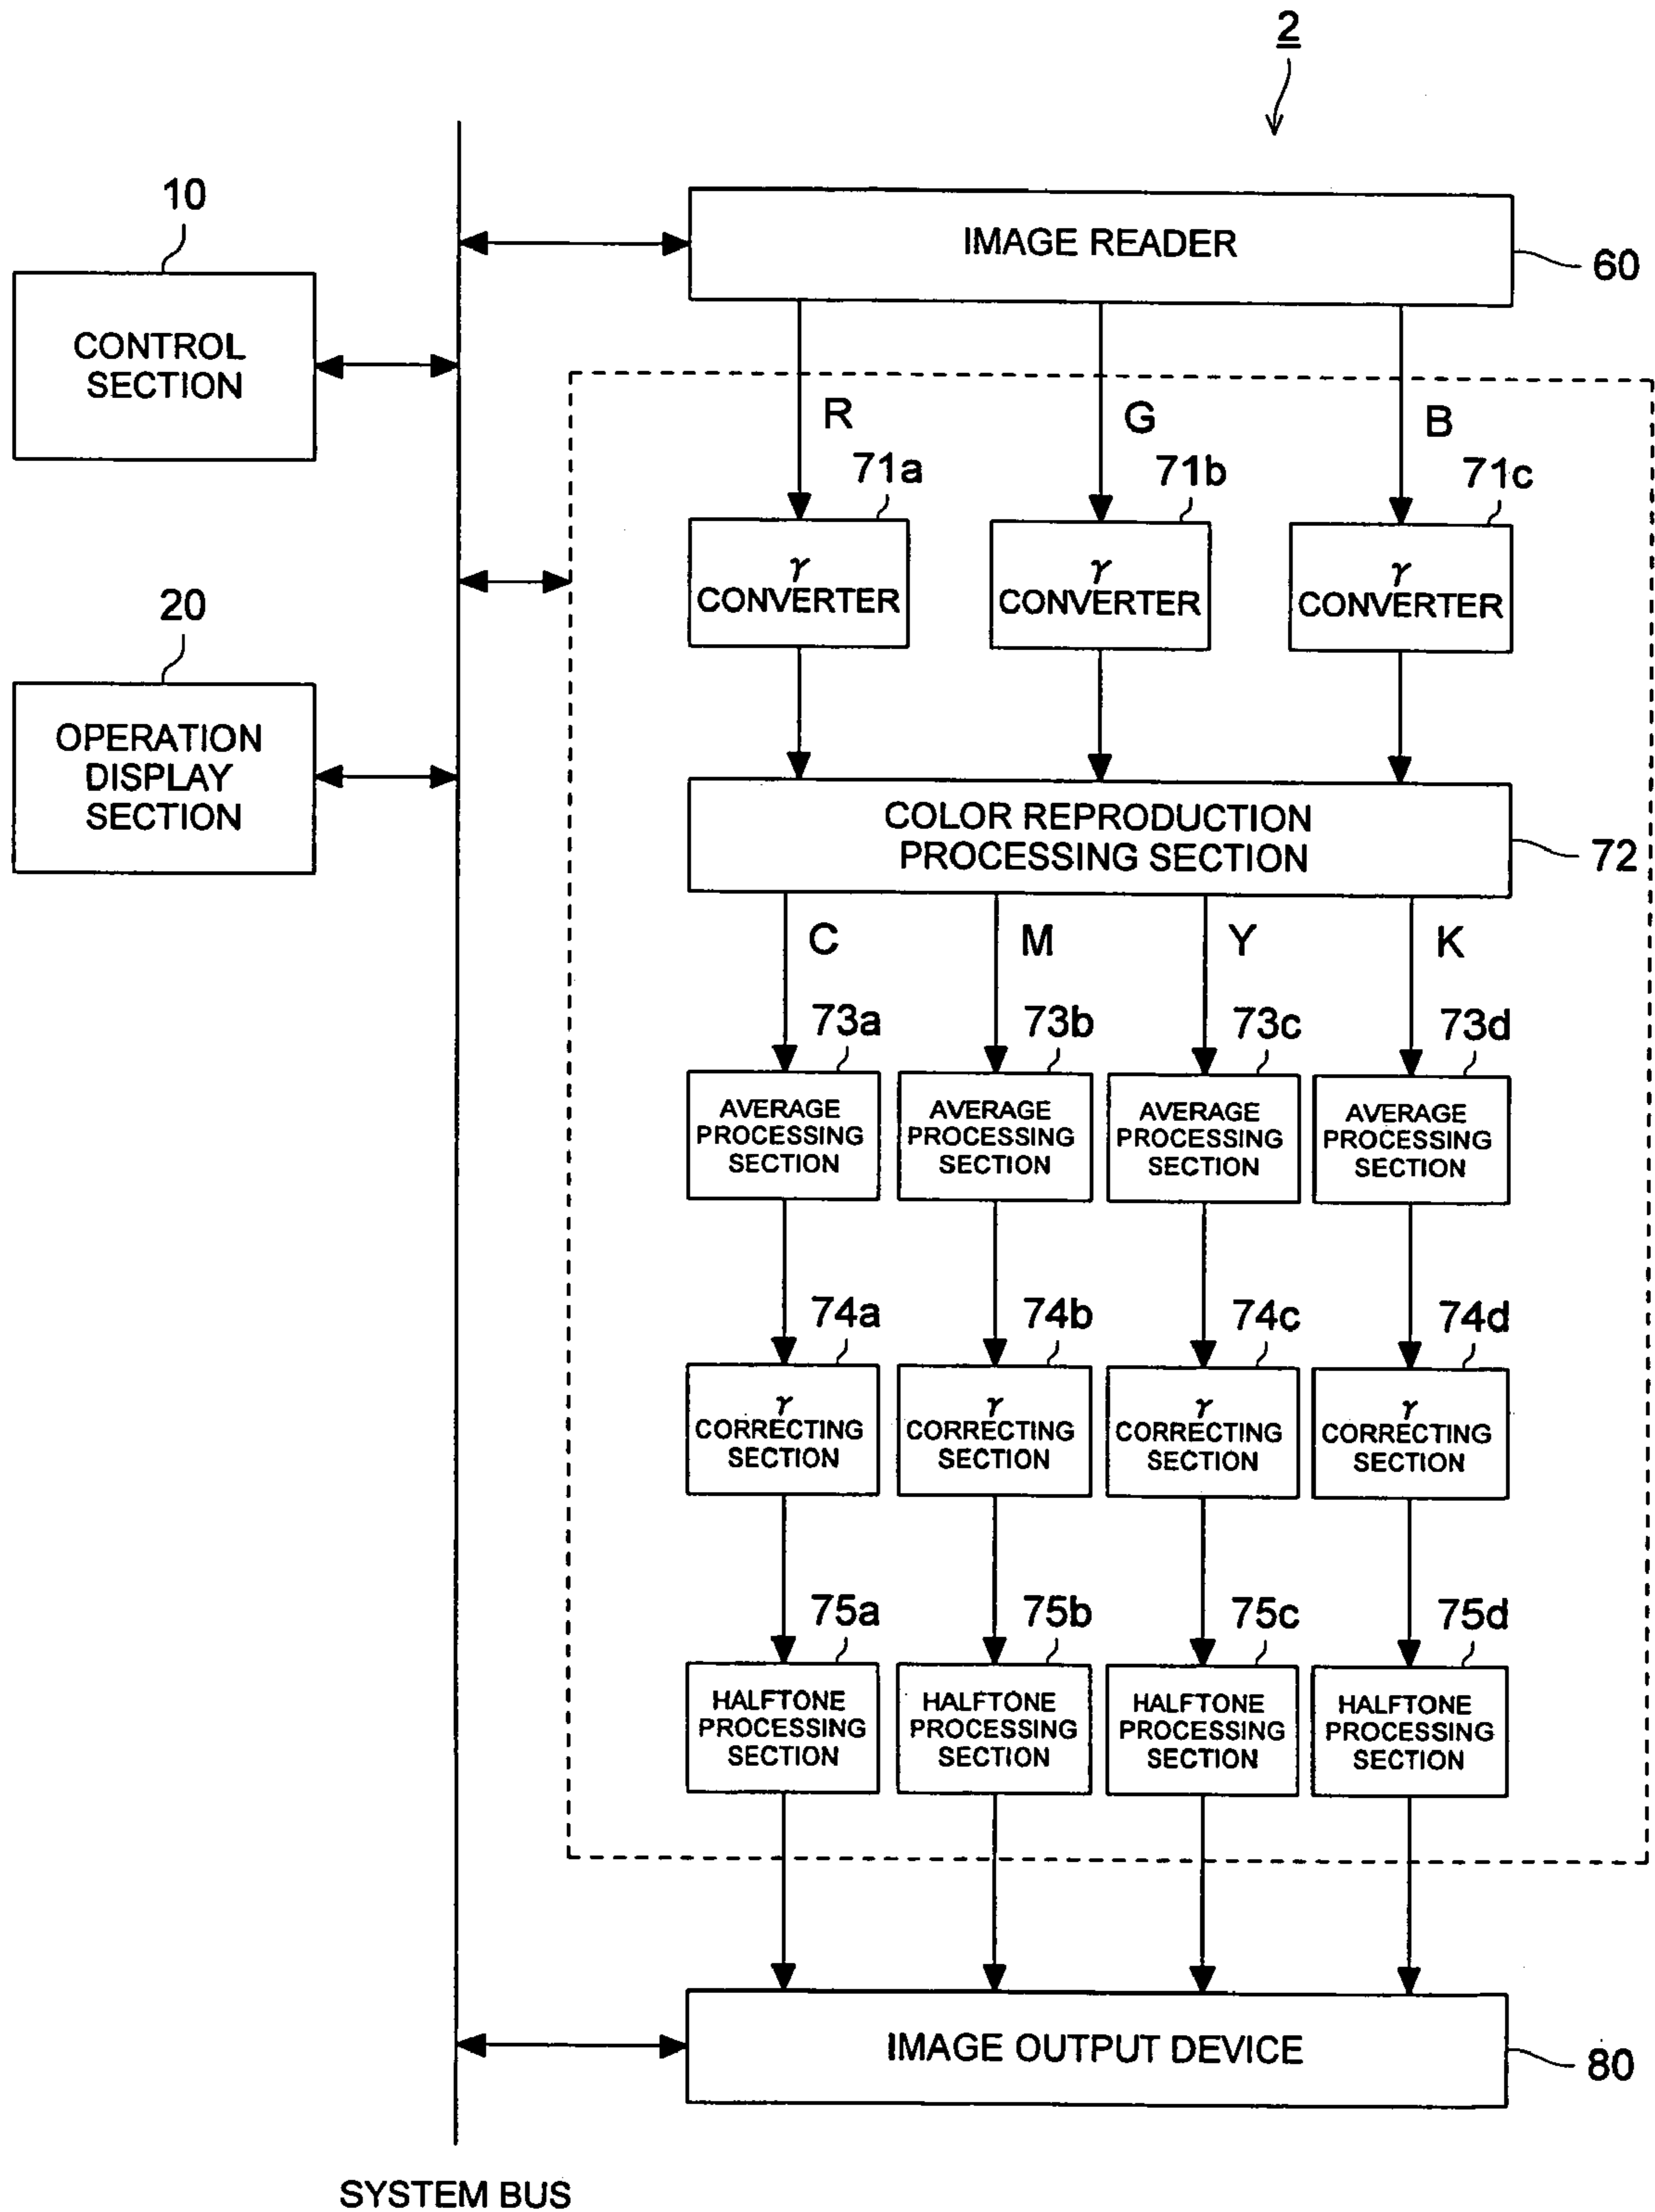 2
10
IMAGE READER
60
CONTROL
SECTION
R
G
B
71a
71b
71c
γ
CONVERTER
γ
CONVERTER
γ
CONVERTER
20
OPERATION
DISPLAY
SECTION
COLOR REPRODUCTION
PROCESSING SECTION
72
C
M
Y
K
73a
73b
73c
73d
AVERAGE
PROCESSING
SECTION
AVERAGE
PROCESSING
SECTION
AVERAGE
PROCESSING
SECTION
AVERAGE
PROCESSING
SECTION
74a
74b
74c
74d
γ
CORRECTING
SECTION
γ
CORRECTING
SECTION
γ
CORRECTING
SECTION
γ
CORRECTING
SECTION
75a
75b
75c
75d
HALFTONE
PROCESSING
SECTION
HALFTONE
PROCESSING
SECTION
HALFTONE
PROCESSING
SECTION
HALFTONE
PROCESSING
SECTION
IMAGE OUTPUT DEVICE
80
SYSTEM BUS